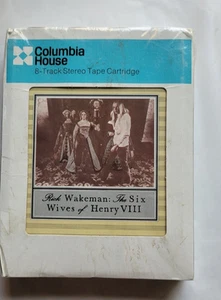 Columbia
House
8-Track Stereo Tape Cartridge
Rick Wakeman: The Six
Wives of Henry VIII